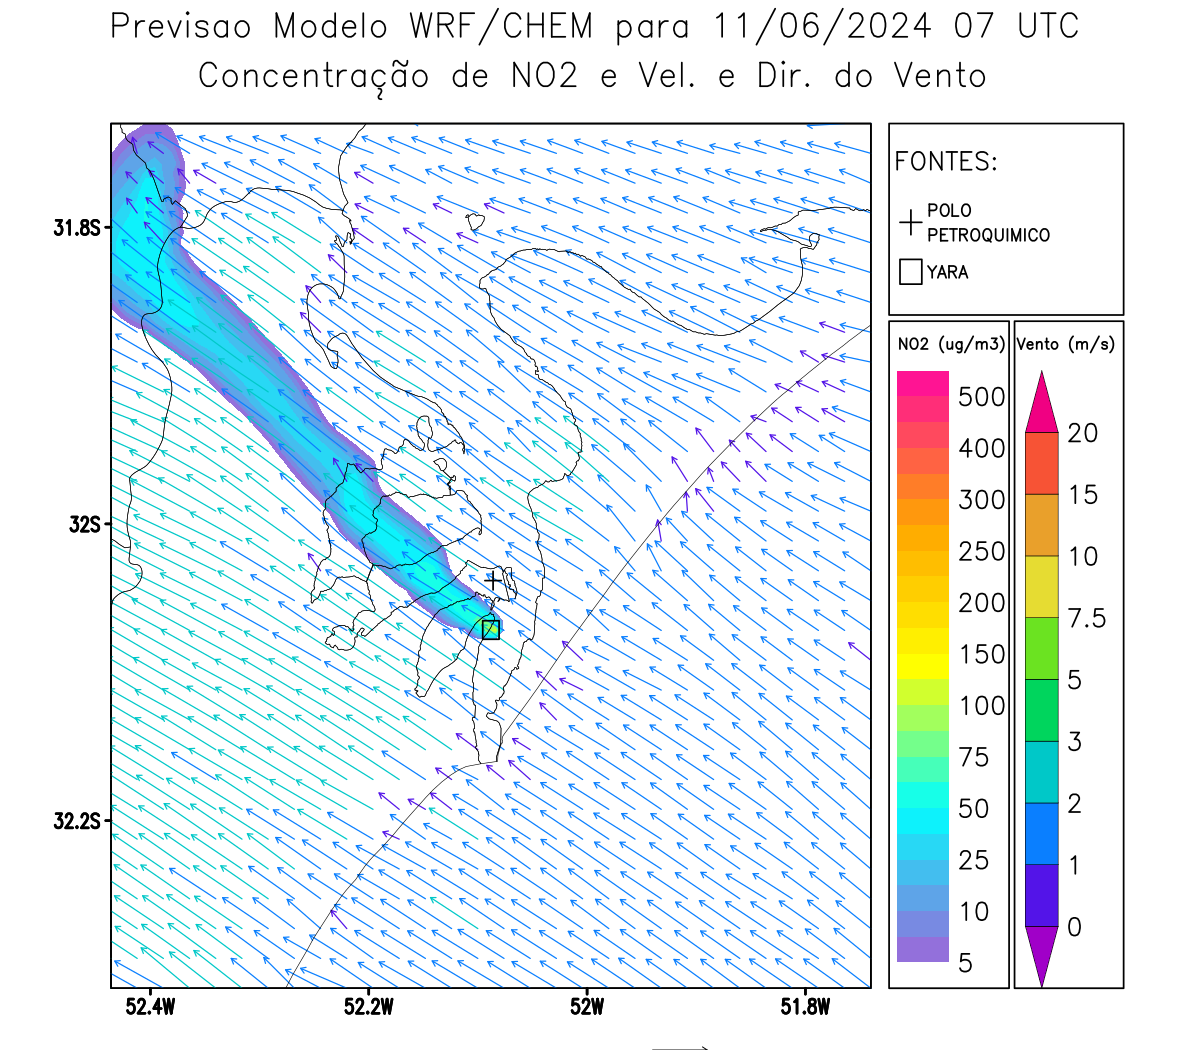 Previsao Modelo WRF/CHEM para 11/06/2024 07 UTC
Concentração de NO2 e Vel. e Dir. do Vento
FONTES:
POLO
PETROQUIMICO
YARA
31.8S
32S
32.2S
52.4W 52.2W 52W 51.8W
NO2 (ug/m3)
500
400
300
250
200
150
100
75
50
25
10
5
Vento (m/s)
20
15
10
7.5
5
3
2
1
0